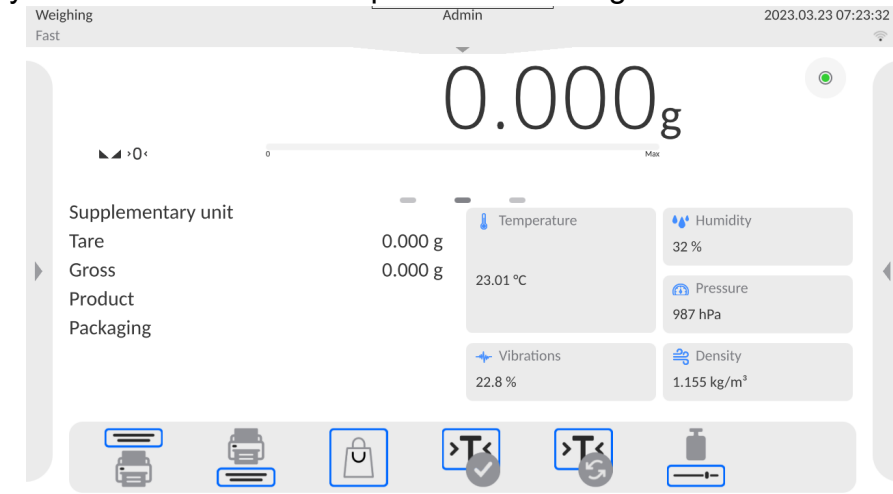 Weighing
Admin
2023.03.23 07:23:32
Fast
0.000 g
>0<
0
Max
Supplementary unit
Tare 0.000 g
Gross 0.000 g
Product
Packaging
Temperature
23.01 °C
Humidity
32 %
Pressure
987 hPa
Vibrations
22.8 %
Density
1.155 kg/m³
>T<
>T<